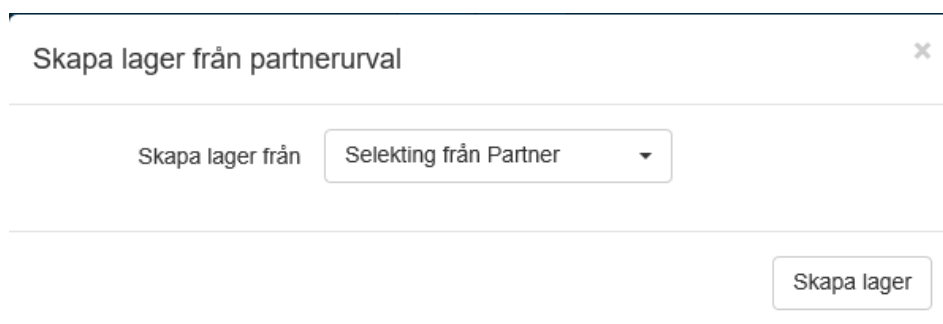 Skapa lager från partnerurval
Skapa lager från
Selekting från Partner
Skapa lager